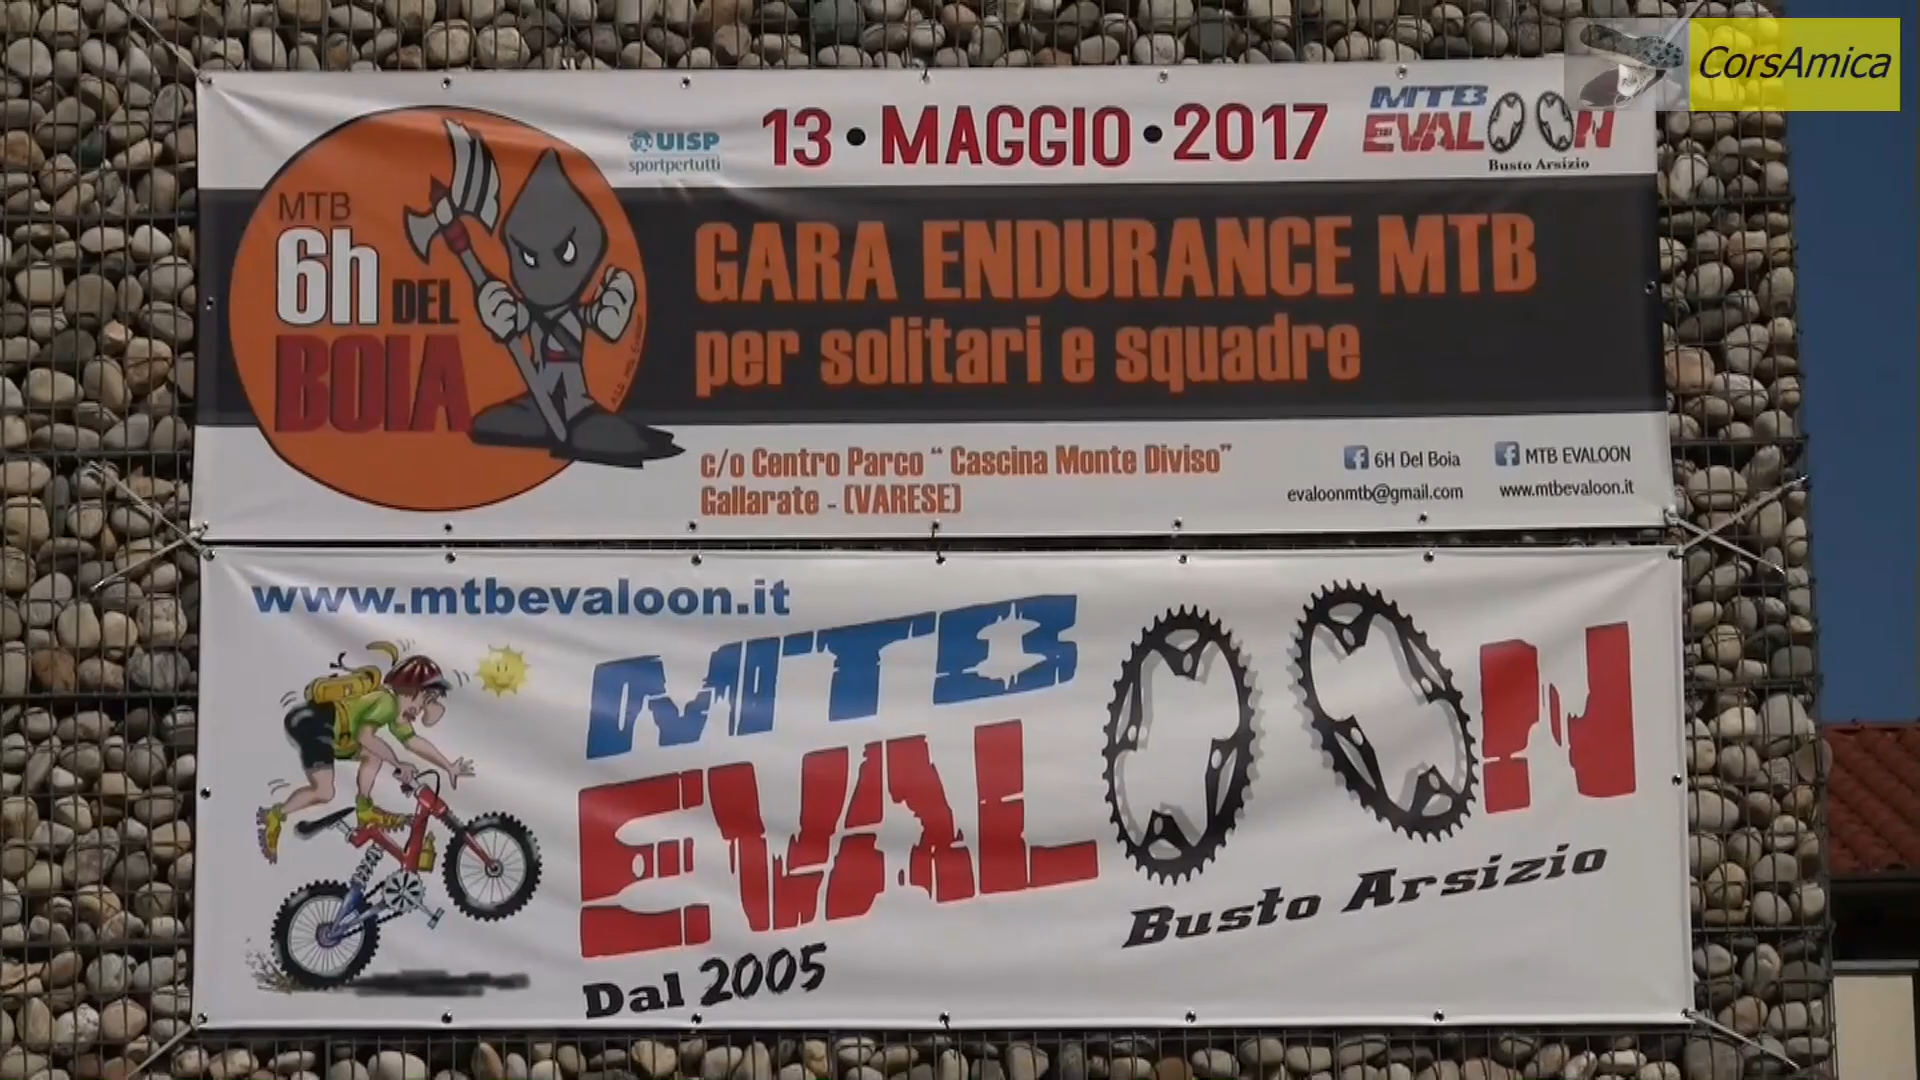 CorsAmica
UISP
sportpertutti
13 • MAGGIO • 2017
MTB
EVALOON
Busto Arsizio
MTB
6h DEL
BOIA
GARA ENDURANCE MTB
per solitari e squadre
c/o Centro Parco “ Cascina Monte Diviso”
Gallarate - (VARESE)
6H Del Boia
MTB EVALOON
evaloonmtb@gmail.com
www.mtbevaloon.it
www.mtbevaloon.it
MTB
EVALOON
Busto Arsizio
Dal 2005